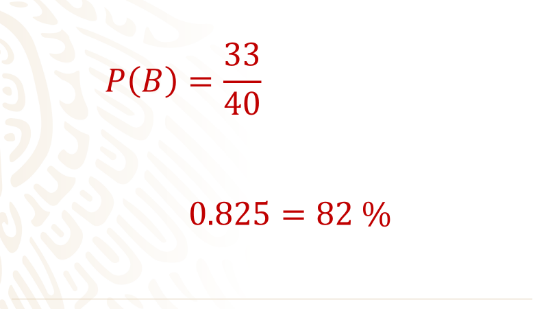 P(B) = 33/40
0.825 = 82 %